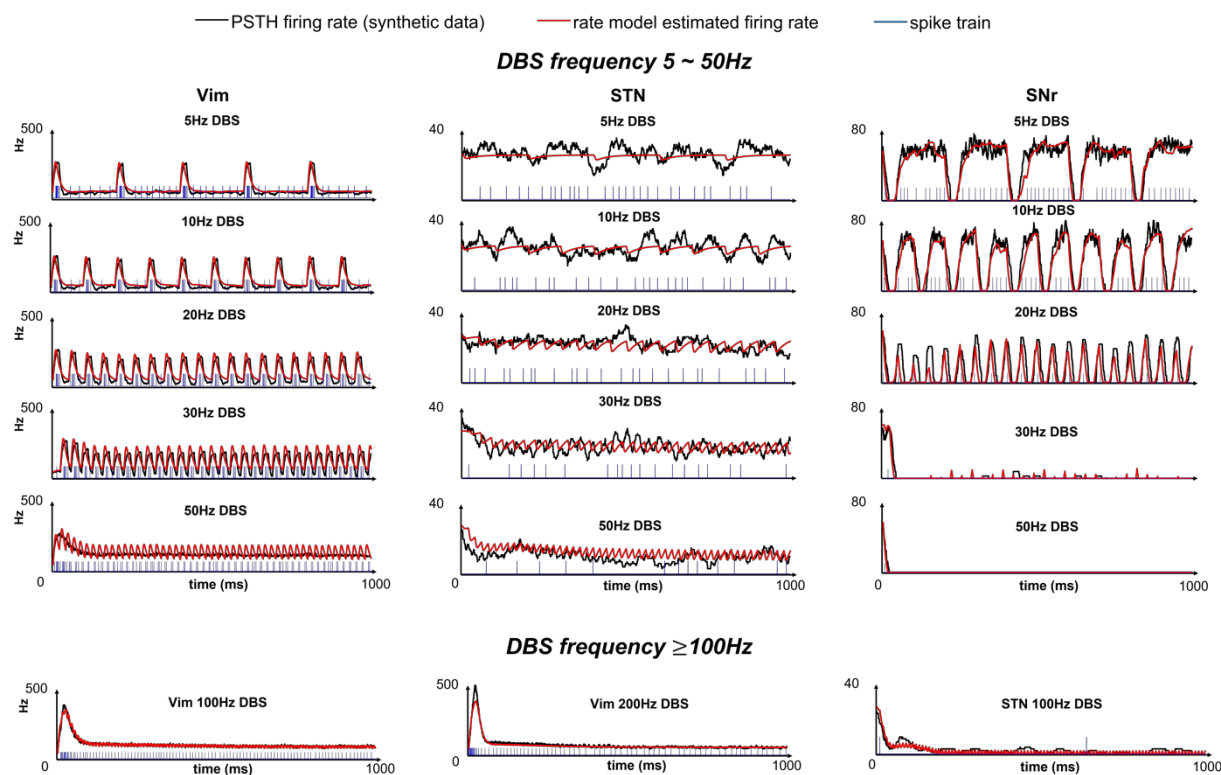 PSTH firing rate (synthetic data) rate model estimated firing rate spike train
DBS frequency 5 ~ 50Hz
Vim STN SNr
500 5Hz DBS 40 5Hz DBS 80 5Hz DBS
Hz
500 10Hz DBS 40 10Hz DBS 80 10Hz DBS
500 20Hz DBS 40 20Hz DBS 80 20Hz DBS
500 30Hz DBS 40 30Hz DBS 80 30Hz DBS
500 50Hz DBS 40 50Hz DBS 80 50Hz DBS
0 time (ms) 1000 0 time (ms) 1000 0 time (ms) 1000
DBS frequency ≥100Hz
500 Vim 100Hz DBS 500 Vim 200Hz DBS 40 STN 100Hz DBS
Hz
0 time (ms) 1000 0 time (ms) 1000 0 time (ms) 1000